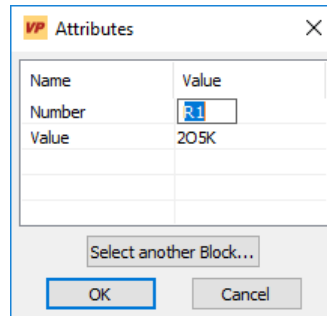 VP Attributes
Name Value
Number R1
Value 2O5K
Select another Block...
OK Cancel